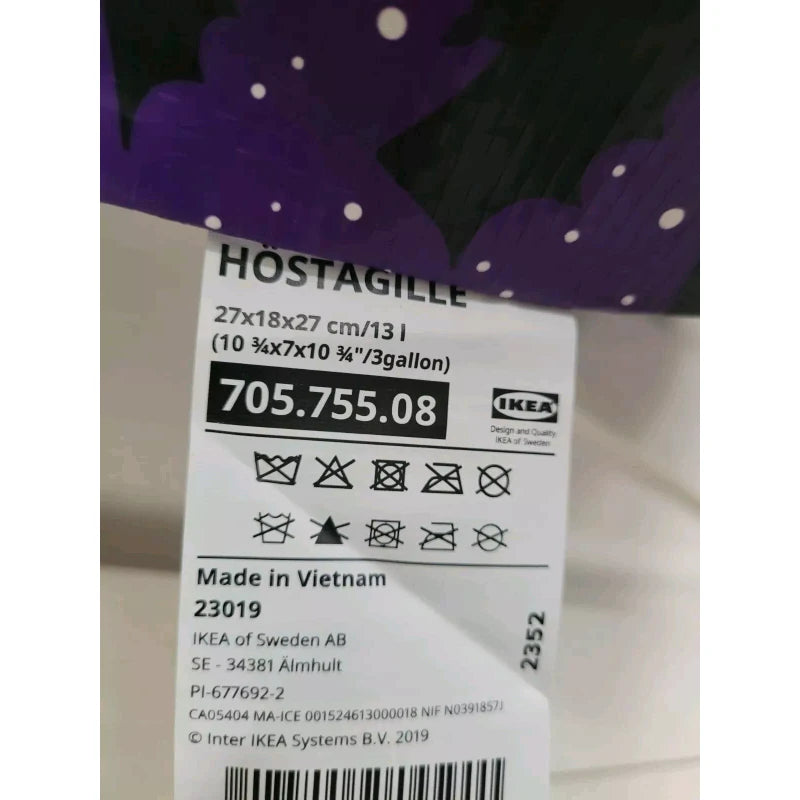 HÖSTAGILLE
27x18x27 cm/13 l
(10 ¾x7x10 ¾"/3gallon)
705.755.08
IKEA
Design and Quality
IKEA of Sweden
Made in Vietnam
23019
2352
IKEA of Sweden AB
SE - 34381 Älmhult
PI-677692-2
CA05404 MA-ICE 001524613000018 NIF N0391857J
© Inter IKEA Systems B.V. 2019